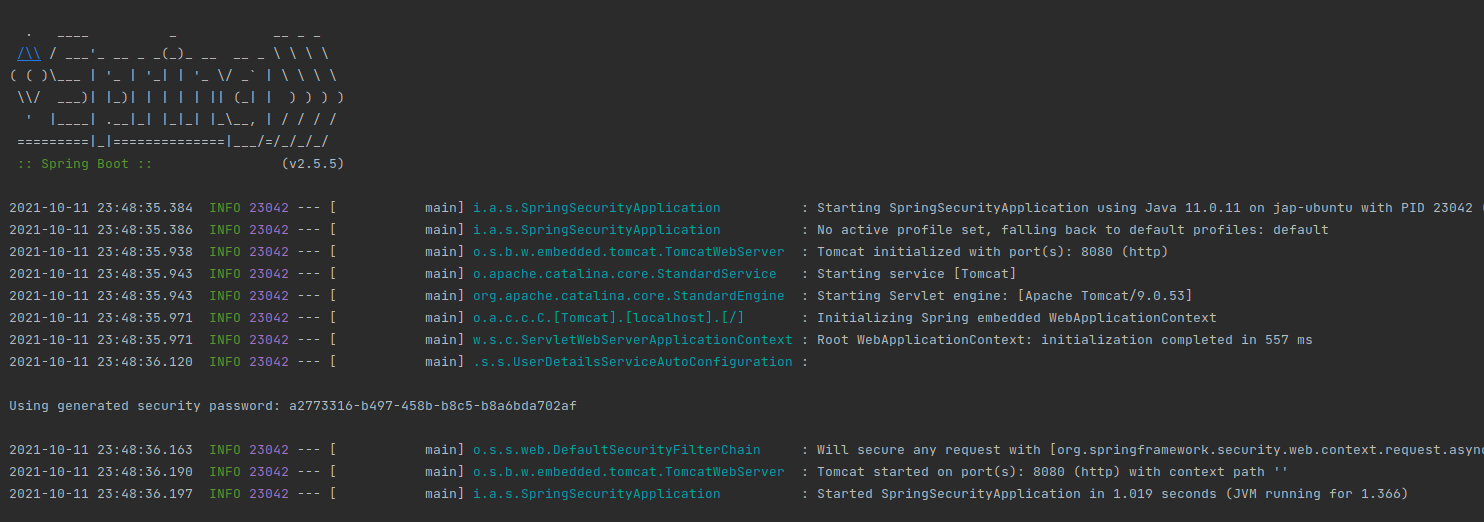 .   ____          _            __ _ _
 /\\ / ___'_ __ _ _(_)_ __  __ _ \ \ \ \
( ( )\___ | '_ | '_| | '_ \/ _` | \ \ \ \
 \\/  ___)| |_)| | | | | || (_| |  ) ) ) )
  '  |____| .__|_| |_|_| |_\__, | / / / /
 =========|_|==============|___/=/_/_/_/
 :: Spring Boot ::                (v2.5.5)
2021-10-11 23:48:35.384  INFO 23042 --- [           main] i.a.s.SpringSecurityApplication          : Starting SpringSecurityApplication using Java 11.0.11 on jap-ubuntu with PID 23042 (
2021-10-11 23:48:35.386  INFO 23042 --- [           main] i.a.s.SpringSecurityApplication          : No active profile set, falling back to default profiles: default
2021-10-11 23:48:35.938  INFO 23042 --- [           main] o.s.b.w.embedded.tomcat.TomcatWebServer  : Tomcat initialized with port(s): 8080 (http)
2021-10-11 23:48:35.943  INFO 23042 --- [           main] o.apache.catalina.core.StandardService   : Starting service [Tomcat]
2021-10-11 23:48:35.943  INFO 23042 --- [           main] org.apache.catalina.core.StandardEngine  : Starting Servlet engine: [Apache Tomcat/9.0.53]
2021-10-11 23:48:35.971  INFO 23042 --- [           main] o.a.c.c.C.[Tomcat].[localhost].[/]       : Initializing Spring embedded WebApplicationContext
2021-10-11 23:48:35.971  INFO 23042 --- [           main] w.s.c.ServletWebServerApplicationContext : Root WebApplicationContext: initialization completed in 557 ms
2021-10-11 23:48:36.120  INFO 23042 --- [           main] .s.s.UserDetailsServiceAutoConfiguration :
Using generated security password: a2773316-b497-458b-b8c5-b8a6bda702af
2021-10-11 23:48:36.163  INFO 23042 --- [           main] o.s.s.web.DefaultSecurityFilterChain     : Will secure any request with [org.springframework.security.web.context.request.async
2021-10-11 23:48:36.190  INFO 23042 --- [           main] o.s.b.w.embedded.tomcat.TomcatWebServer  : Tomcat started on port(s): 8080 (http) with context path ''
2021-10-11 23:48:36.197  INFO 23042 --- [           main] i.a.s.SpringSecurityApplication          : Started SpringSecurityApplication in 1.019 seconds (JVM running for 1.366)